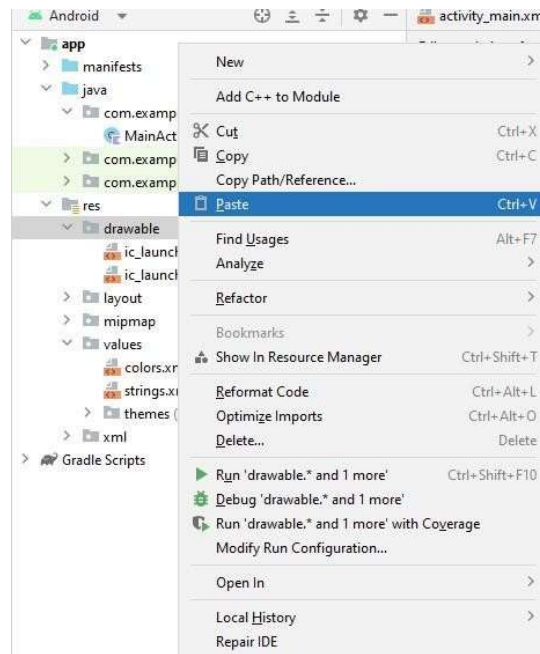 Android
activity_main.xm
app
manifests
java
com.examp
MainAct
com.examp
com.examp
res
drawable
ic_launch
ic_launch
layout
mipmap
values
colors.xr
strings.xr
themes (
xml
Gradle Scripts
New
Add C++ to Module
Cut Ctrl+X
Copy Ctrl+C
Copy Path/Reference...
Paste Ctrl+V
Find Usages Alt+F7
Analyze
Refactor
Bookmarks
Show In Resource Manager Ctrl+Shift+T
Reformat Code Ctrl+Alt+L
Optimize Imports Ctrl+Alt+O
Delete... Delete
Run 'drawable.* and 1 more' Ctrl+Shift+F10
Debug 'drawable.* and 1 more'
Run 'drawable.* and 1 more' with Coverage
Modify Run Configuration...
Open In
Local History
Repair IDE